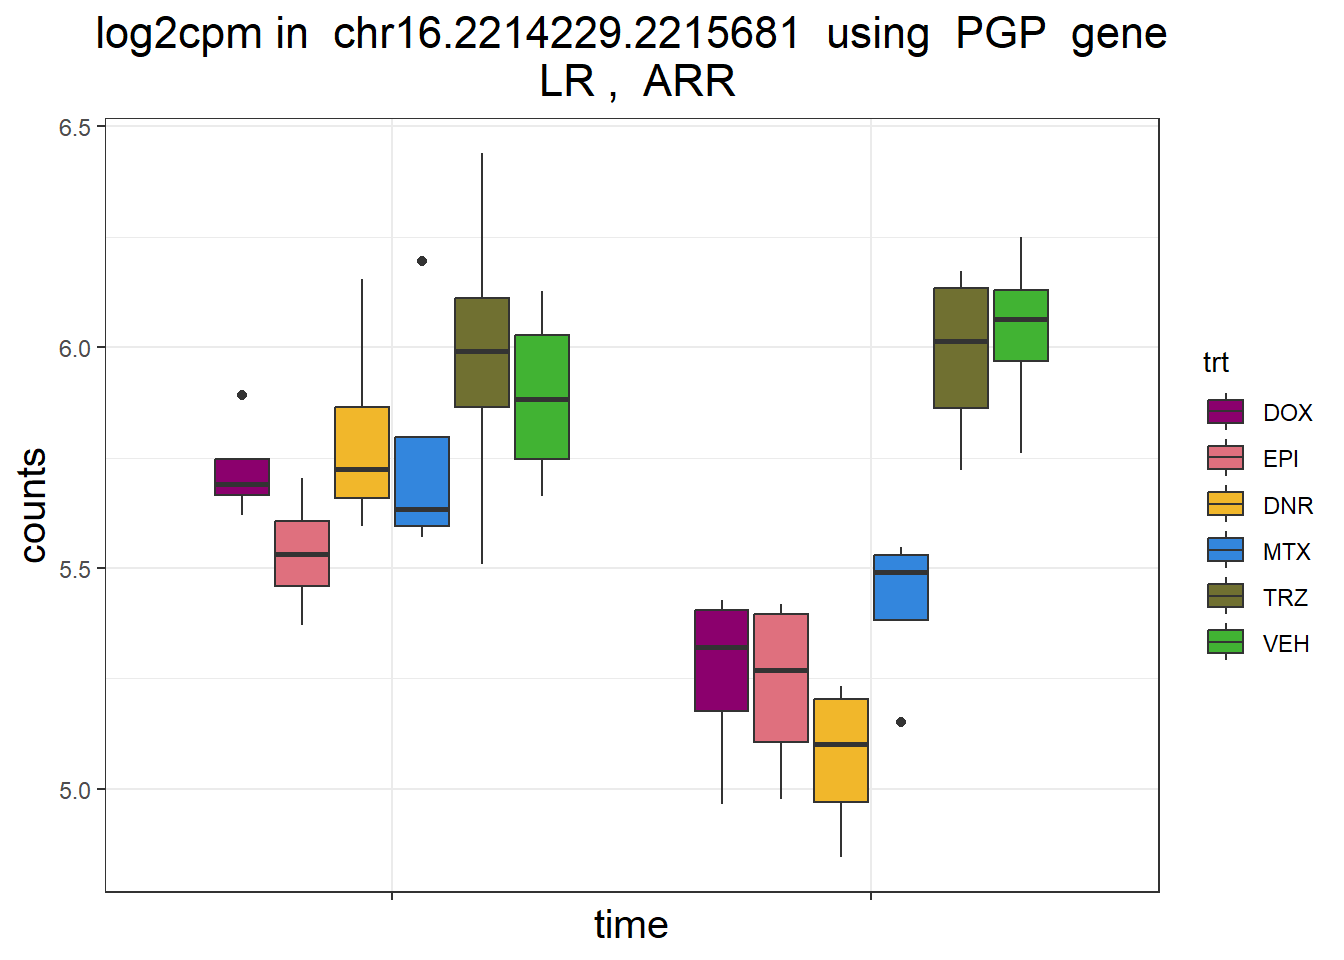 log2cpm in  chr16.2214229.2215681  using  PGP  gene
LR ,  ARR
6.5
6.0
5.5
5.0
counts
time
trt
DOX
EPI
DNR
MTX
TRZ
VEH